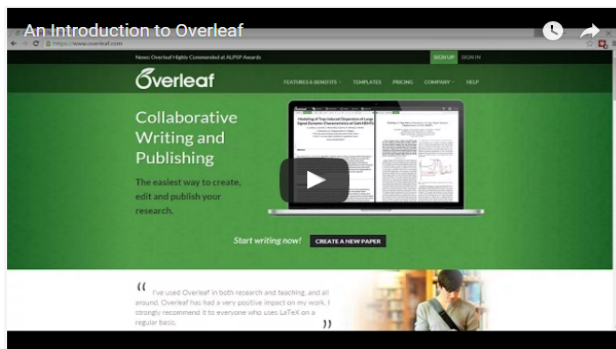 An Introduction to Overleaf
https://www.overleaf.com
News: Overleaf Highly Commended at ALPSP Awards
SIGN UP SIGN IN
Overleaf
FEATURES & BENEFITS TEMPLATES PRICING COMPANY HELP
Collaborative
Writing and
Publishing
The easiest way to create,
edit and publish your
research.
Start writing now! CREATE A NEW PAPER
“ I've used Overleaf in both research and teaching, and all
around, Overleaf has had a very positive impact on my work. I
strongly recommend it to everyone who uses LaTeX on a
regular basis. ”